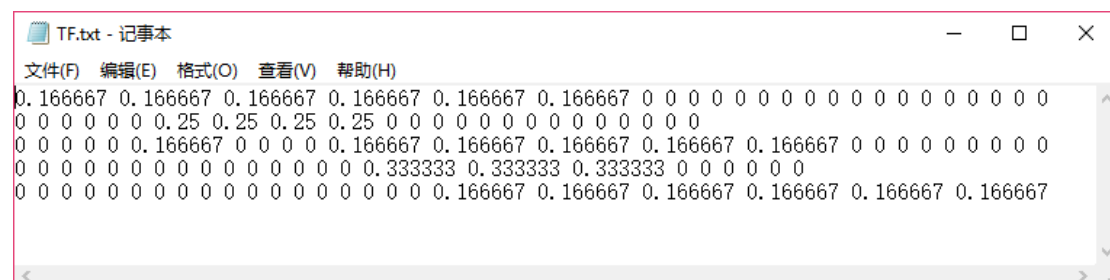 TF.txt - 记事本
文件(F) 编辑(E) 格式(O) 查看(V) 帮助(H)
0.166667 0.166667 0.166667 0.166667 0.166667 0.166667 0 0 0 0 0 0 0 0 0 0 0 0 0 0 0 0 0 0
0 0 0 0 0 0 0.25 0.25 0.25 0.25 0 0 0 0 0 0 0 0 0 0 0 0 0 0
0 0 0 0 0 0.166667 0 0 0 0 0.166667 0.166667 0.166667 0.166667 0.166667 0 0 0 0 0 0 0 0 0
0 0 0 0 0 0 0 0 0 0 0 0 0 0 0 0.333333 0.333333 0.333333 0 0 0 0 0 0
0 0 0 0 0 0 0 0 0 0 0 0 0 0 0 0 0 0 0.166667 0.166667 0.166667 0.166667 0.166667 0.166667